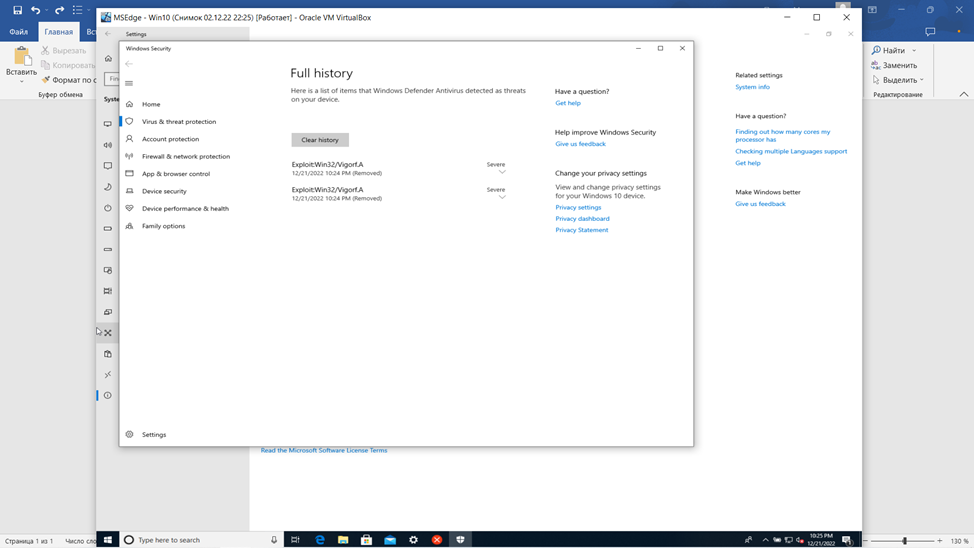 MSEdge - Win10 (Снимок 02.12.22 22:25) [Работает] - Oracle VM VirtualBox
Файл
Главная
Вставить
Вырезать
Копировать
Формат по
Буфер обмена
Settings
Windows Security
Home
Virus & threat protection
Account protection
Firewall & network protection
App & browser control
Device security
Device performance & health
Family options
Settings
Full history
Here is a list of items that Windows Defender Antivirus detected as threats
on your device.
Clear history
Exploit:Win32/Vigorf.A
Severe
12/21/2022 10:24 PM (Removed)
Exploit:Win32/Vigorf.A
Severe
12/21/2022 10:24 PM (Removed)
Have a question?
Get help
Help improve Windows Security
Give us feedback
Change your privacy settings
View and change privacy settings
for your Windows 10 device.
Privacy settings
Privacy dashboard
Privacy Statement
Related settings
System info
Have a question?
Finding out how many cores my
processor has
Checking multiple Languages support
Get help
Make Windows better
Give us feedback
Найти
Заменить
Выделить
Редактирование
Read the Microsoft Software License Terms
Type here to search
10:25 PM
12/21/2022
Страница 1 из 1
Число сло
130 %